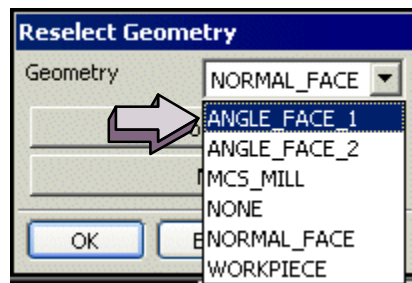 Reselect Geometry
Geometry NORMAL_FACE
ANGLE_FACE_1
ANGLE_FACE_2
MCS_MILL
NONE
NORMAL_FACE
WORKPIECE
OK